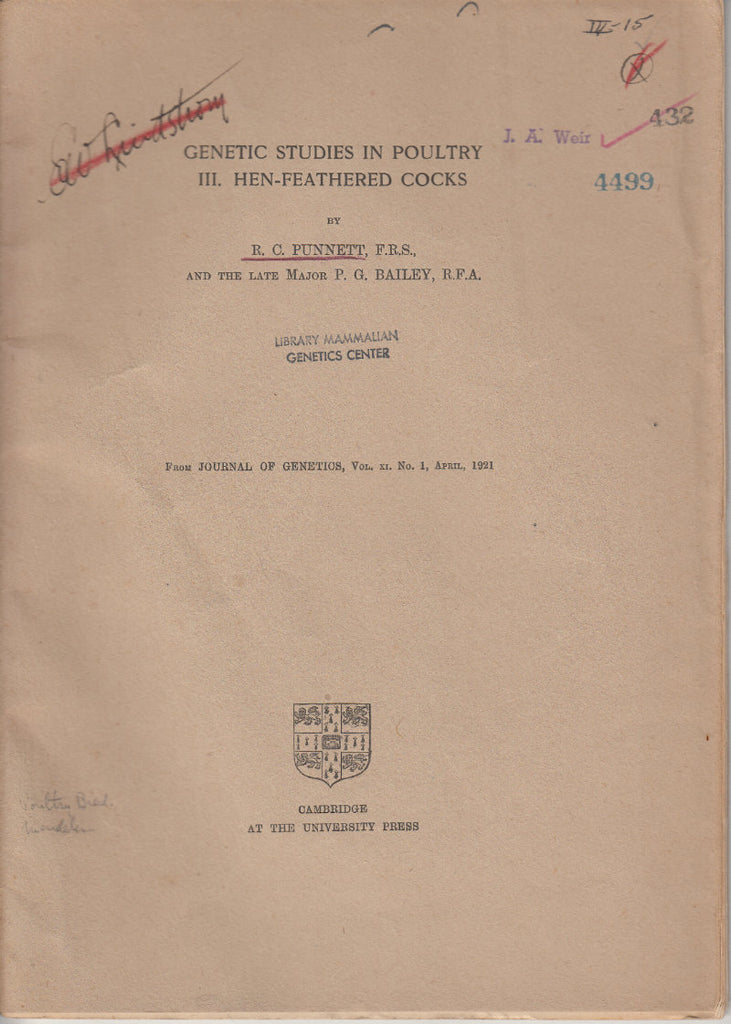 III-15
432
J. A. Weir
4499
GENETIC STUDIES IN POULTRY
III. HEN-FEATHERED COCKS
BY
R. C. PUNNETT, F.R.S.,
AND THE LATE MAJOR P. G. BAILEY, R.F.A.
LIBRARY MAMMALIAN
GENETICS CENTER
From JOURNAL OF GENETICS, Vol. XI. No. 1, April, 1921
CAMBRIDGE
AT THE UNIVERSITY PRESS